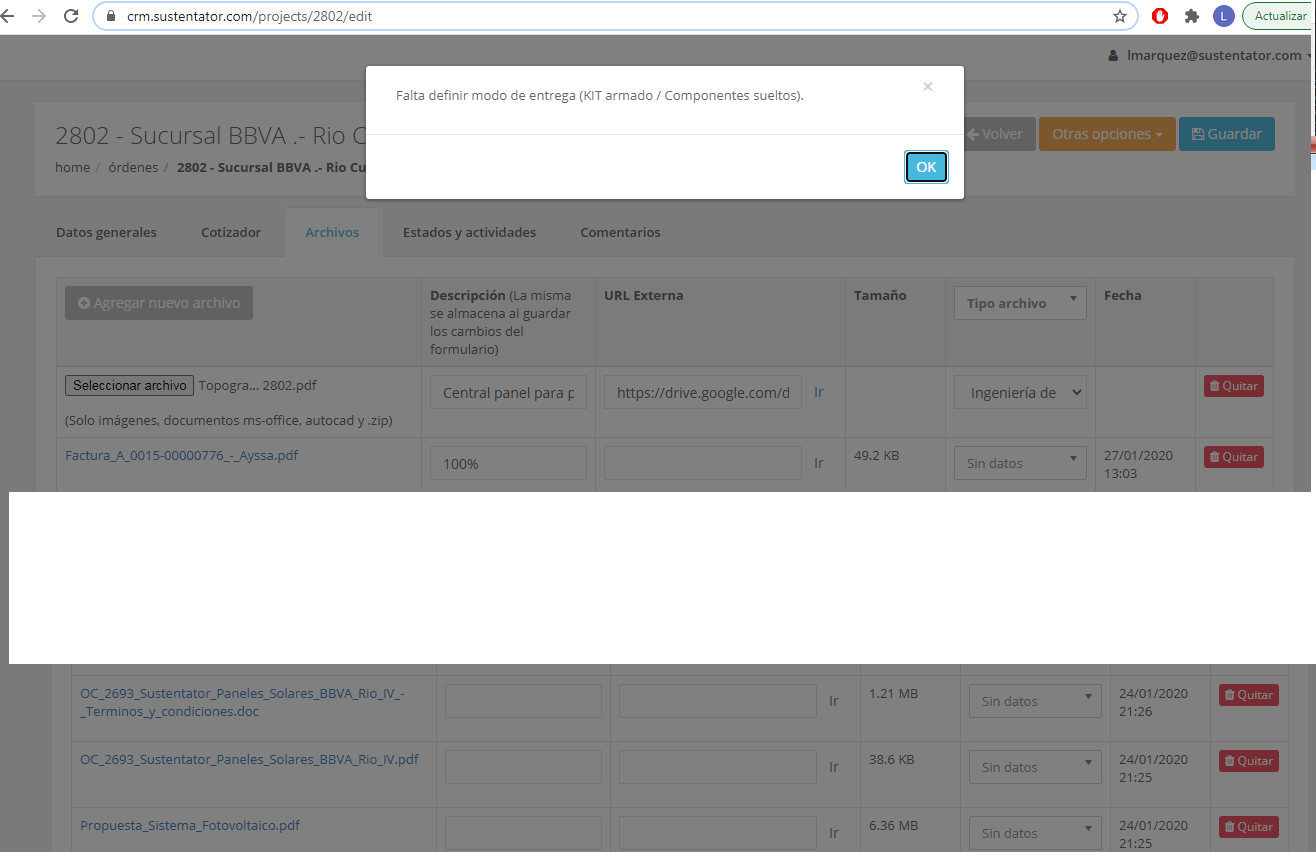 crm.sustentator.com/projects/2802/edit
L
Actualizar
lmarquez@sustentator.com
Falta definir modo de entrega (KIT armado / Componentes sueltos).
×
OK
2802 - Sucursal BBVA .- Rio Cu
home / órdenes / 2802 - Sucursal BBVA .- Rio Cu
Volver
Otras opciones
Guardar
Datos generales
Cotizador
Archivos
Estados y actividades
Comentarios
Agregar nuevo archivo
Descripción (La misma
se almacena al guardar
los cambios del
formulario)
URL Externa
Tamaño
Tipo archivo
Fecha
Seleccionar archivo Topogra... 2802.pdf
(Solo imágenes, documentos ms-office, autocad y .zip)
Central panel para p
https://drive.google.com/d
Ir
Ingeniería de
Quitar
Factura_A_0015-00000776_-_Ayssa.pdf
100%
Ir
49.2 KB
Sin datos
27/01/2020
13:03
Quitar
OC_2693_Sustentator_Paneles_Solares_BBVA_Rio_IV_-
_Terminos_y_condiciones.doc
Ir
1.21 MB
Sin datos
24/01/2020
21:26
Quitar
OC_2693_Sustentator_Paneles_Solares_BBVA_Rio_IV.pdf
Ir
38.6 KB
Sin datos
24/01/2020
21:25
Quitar
Propuesta_Sistema_Fotovoltaico.pdf
Ir
6.36 MB
Sin datos
24/01/2020
21:25
Quitar